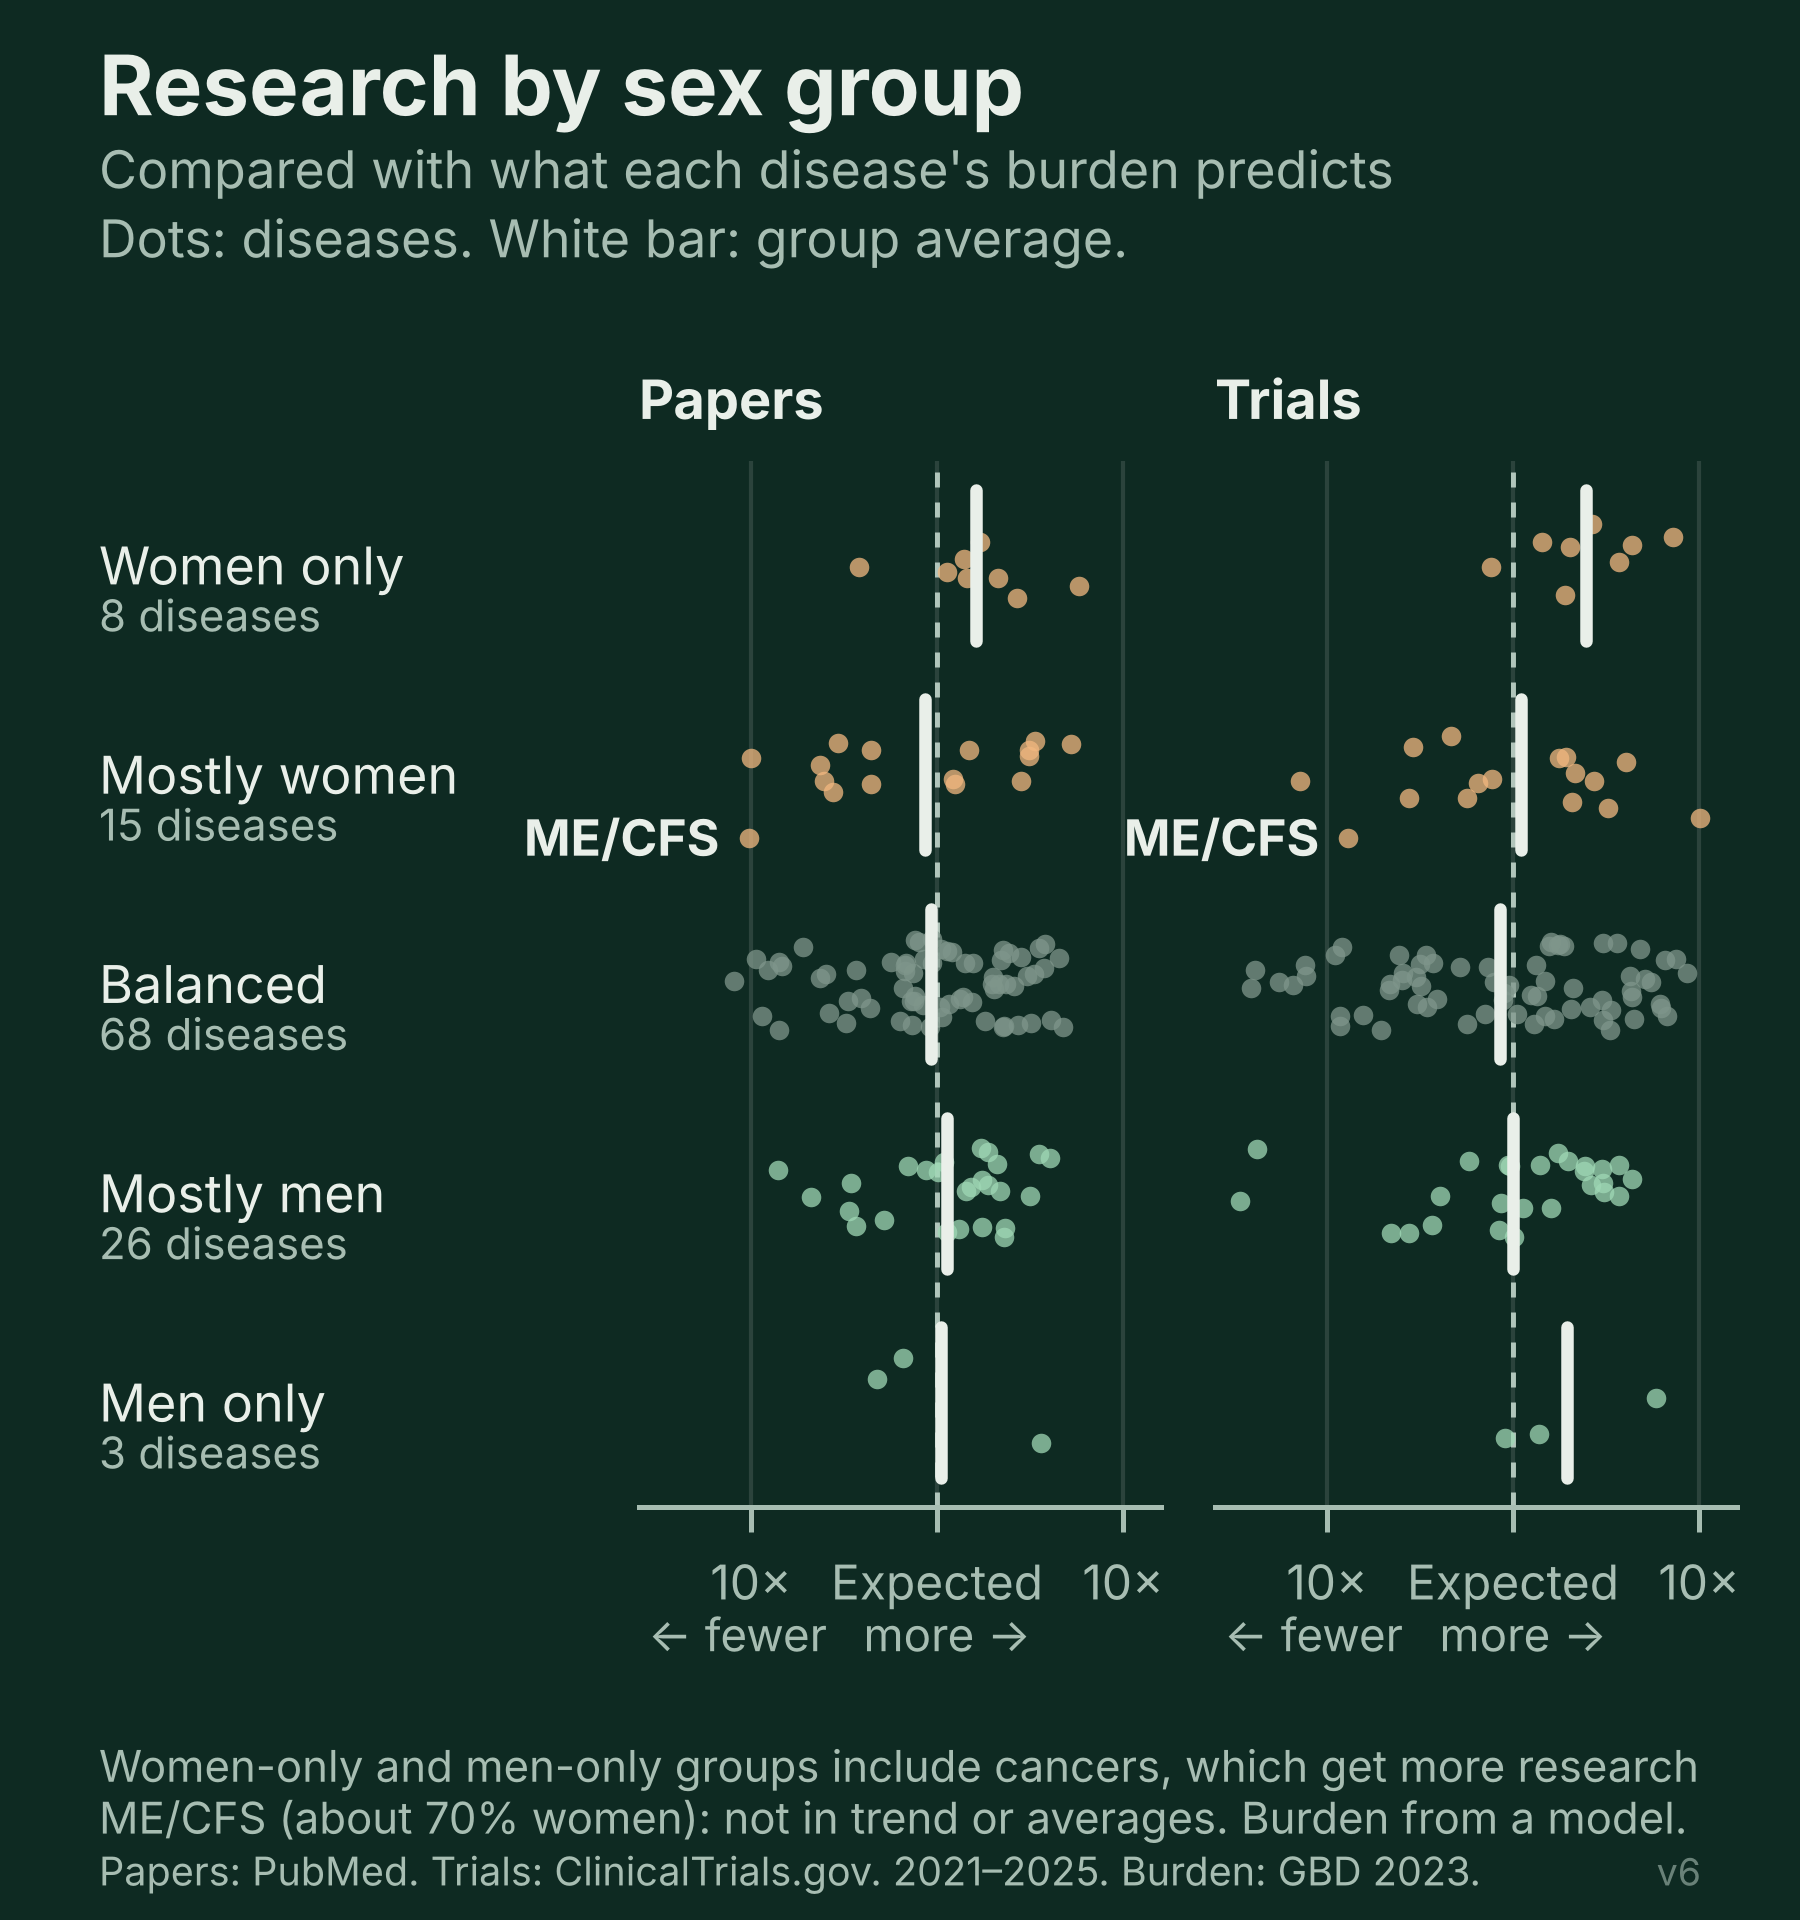 Research by sex group
Compared with what each disease's burden predicts
Dots: diseases. White bar: group average.
Papers
Trials
Women only
8 diseases
Mostly women
15 diseases
ME/CFS
ME/CFS
Balanced
68 diseases
Mostly men
26 diseases
Men only
3 diseases
10× Expected 10×
← fewer more →
10× Expected 10×
← fewer more →
Women-only and men-only groups include cancers, which get more research
ME/CFS (about 70% women): not in trend or averages. Burden from a model.
Papers: PubMed. Trials: ClinicalTrials.gov. 2021–2025. Burden: GBD 2023.
v6